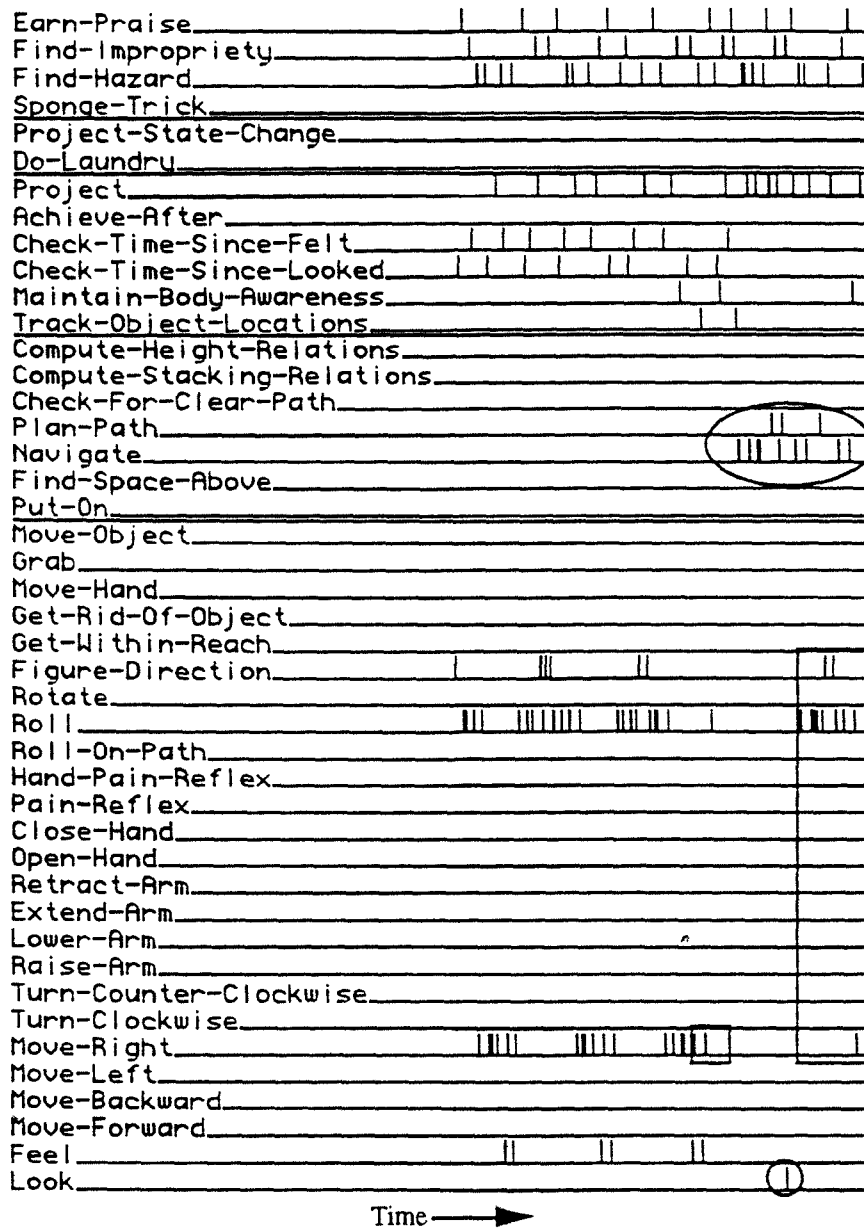 Earn-Praise
Find-Impropriety
Find-Hazard
Sponge-Trick
Project-State-Change
Do-Laundry
Project
Achieve-After
Check-Time-Since-Felt
Check-Time-Since-Looked
Maintain-Body-Awareness
Track-Object-Locations
Compute-Height-Relations
Compute-Stacking-Relations
Check-For-Clear-Path
Plan-Path
Navigate
Find-Space-Above
Put-On
Move-Object
Grab
Move-Hand
Get-Rid-Of-Object
Get-Within-Reach
Figure-Direction
Rotate
Roll
Roll-On-Path
Hand-Pain-Reflex
Pain-Reflex
Close-Hand
Open-Hand
Retract-Arm
Extend-Arm
Lower-Arm
Raise-Arm
Turn-Counter-Clockwise
Turn-Clockwise
Move-Right
Move-Left
Move-Backward
Move-Forward
Feel
Look
Time